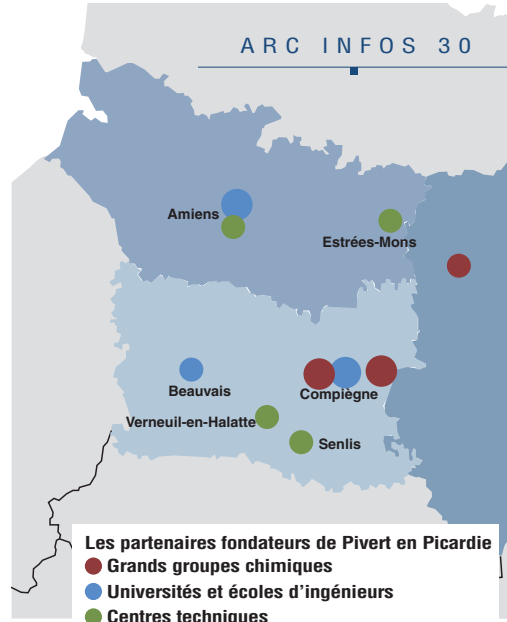 ARC INFOS 30
Amiens
Estrées-Mons
Beauvais
Compiègne
Verneuil-en-Halatte
Senlis
Les partenaires fondateurs de Pivert en Picardie
Grands groupes chimiques
Universités et écoles d'ingénieurs
Centres techniques